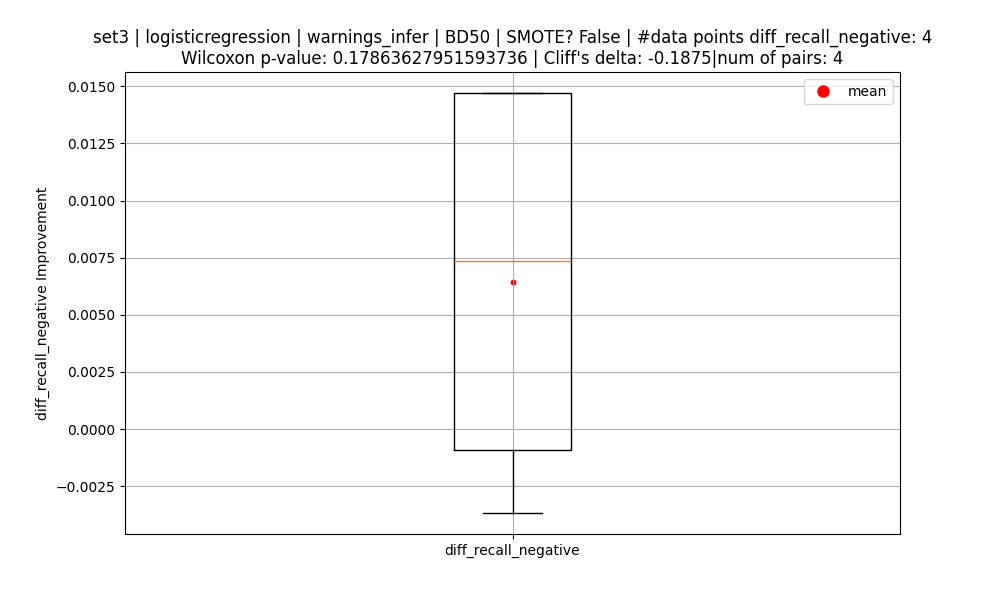 set3 | logisticregression | warnings_infer | BD50 | SMOTE? False | #data points diff_recall_negative: 4
Wilcoxon p-value: 0.17863627951593736 | Cliff's delta: -0.1875|num of pairs: 4
mean
0.0150
0.0125
0.0100
0.0075
0.0050
0.0025
0.0000
−0.0025
diff_recall_negative Improvement
diff_recall_negative